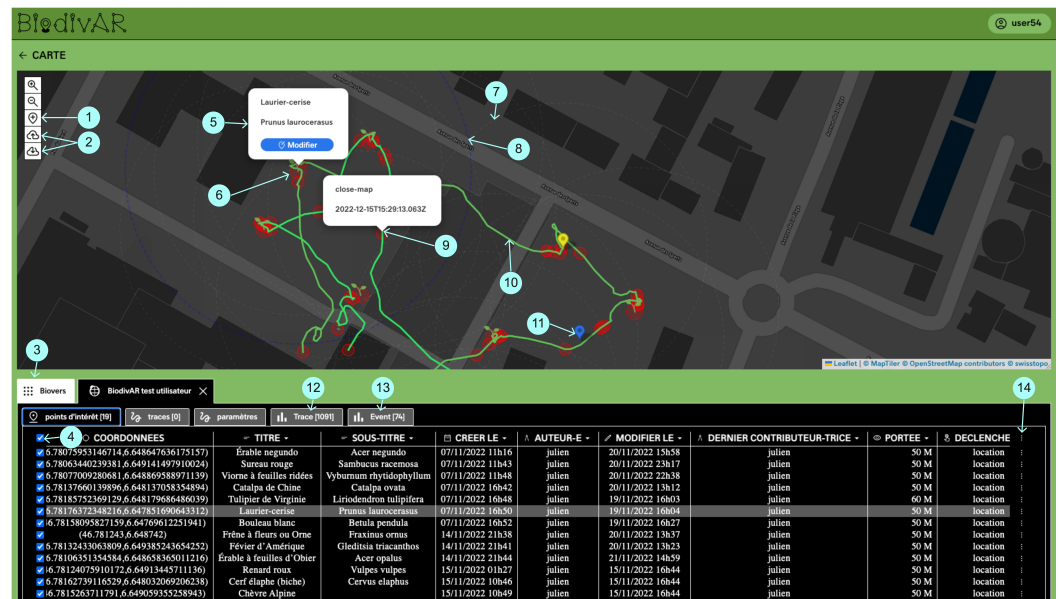 BiodivAR
user54
← CARTE
1
2
3
5
Laurier-cerise
Prunus laurocerasus
Modifier
6
7
8
close-map
2022-12-15T15:29:13.063Z
9
10
11
Leaflet | © MapTiler © OpenStreetMap contributors © swisstopo
Biovers
BiodivAR test utilisateur
12
13
14
points d'intérêt [19]
traces [0]
paramètres
Trace [1091]
Event [74]
4
COORDONNEES TITRE SOUS-TITRE CREER LE AUTEUR-E MODIFIER LE DERNIER CONTRIBUTEUR-TRICE PORTEE DECLENCHE
6.78075953146714,6.648647636175157) Érable negundo Acer negundo 07/11/2022 11h16 julien 20/11/2022 15h58 julien 50 M location
6.78063440239381,6.649141497910024) Sureau rouge Sambucus racemosa 07/11/2022 11h43 julien 20/11/2022 23h17 julien 50 M location
6.78077009280681,6.648869588971139) Viorne à feuilles ridées Vyburnum rhytidophyllum 07/11/2022 11h48 julien 20/11/2022 22h38 julien 50 M location
6.78137660139896,6.648137058354894) Catalpa de Chine Catalpa ovata 07/11/2022 16h42 julien 20/11/2022 13h12 julien 50 M location
6.78185752369129,6.648179686486039) Tulipier de Virginie Liriodendron tulipifera 07/11/2022 16h48 julien 19/11/2022 16h03 julien 60 M location
6.78176372348216,6.647851690643312) Laurier-cerise Prunus laurocerasus 07/11/2022 16h50 julien 19/11/2022 16h04 julien 50 M location
6.78158095827159,6.64769612251941) Bouleau blanc Betula pendula 07/11/2022 16h52 julien 19/11/2022 16h27 julien 50 M location
(46.781243,6.648742) Frêne à fleurs ou Orne Fraxinus ornus 14/11/2022 21h38 julien 20/11/2022 13h37 julien 50 M location
6.78132433063809,6.649385243654252) Févier d'Amérique Gleditsia triacanthos 14/11/2022 21h41 julien 20/11/2022 13h23 julien 50 M location
6.78106351354584,6.648658365011216) Érable à feuilles d'Obier Acer opalus 14/11/2022 21h44 julien 21/11/2022 14h59 julien 50 M location
6.78124075910172,6.64913445711136) Renard roux Vulpes vulpes 15/11/2022 01h27 julien 15/11/2022 16h44 julien 50 M location
6.78162739116529,6.648032069206238) Cerf élaphe (biche) Cervus elaphus 15/11/2022 10h46 julien 15/11/2022 16h44 julien 50 M location
6.7815263711791,6.649059355258943) Chèvre Alpine 15/11/2022 10h49 julien 15/11/2022 16h44 julien 50 M location